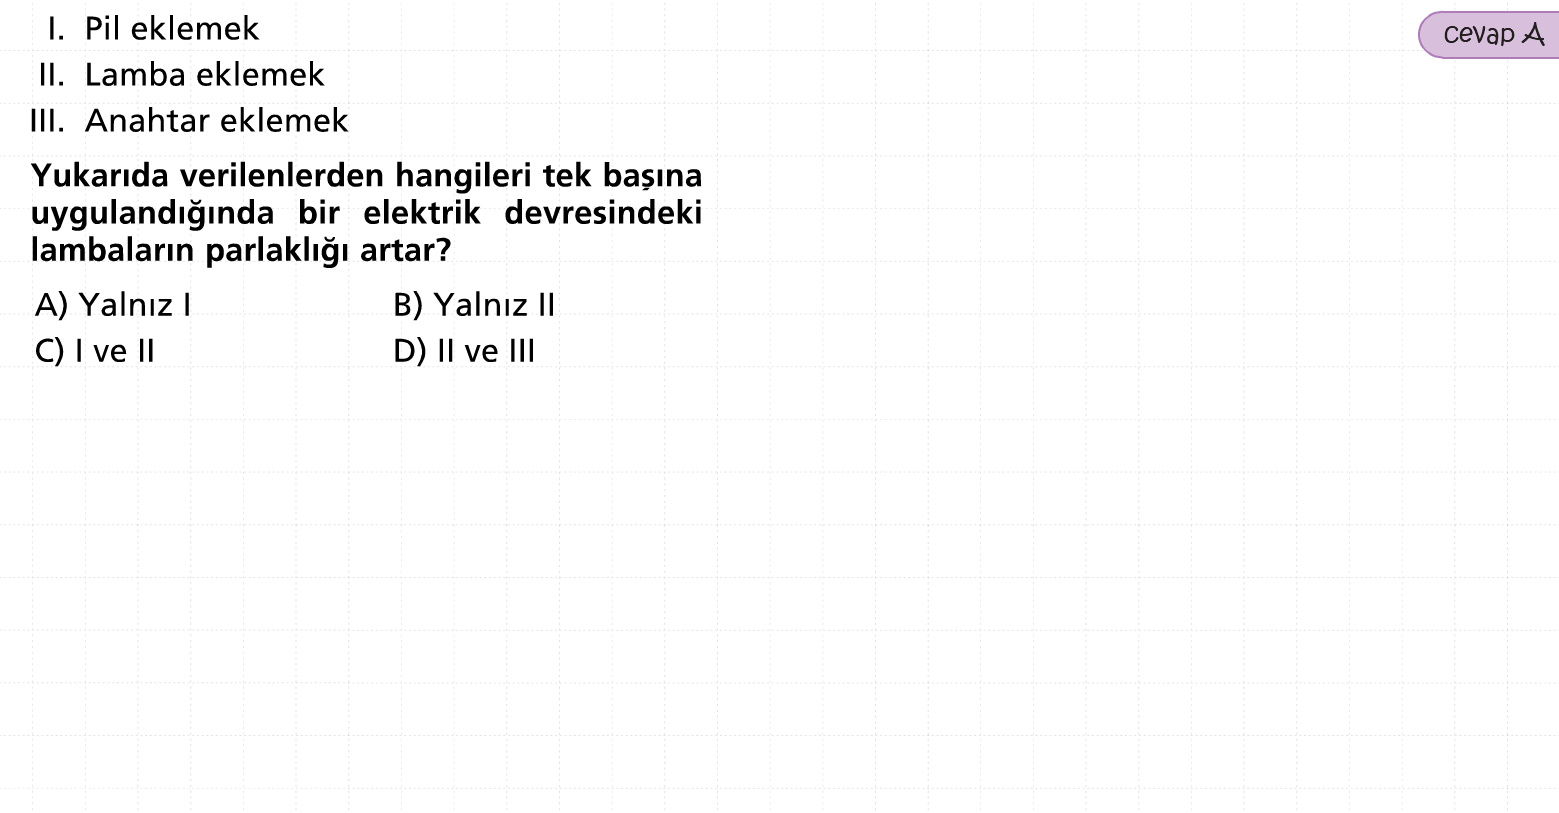 I. Pil eklemek
II. Lamba eklemek
III. Anahtar eklemek
Yukarıda verilenlerden hangileri tek başına
uygulandığında bir elektrik devresindeki
lambaların parlaklığı artar?
A) Yalnız I
B) Yalnız II
C) I ve II
D) II ve III
cevap A